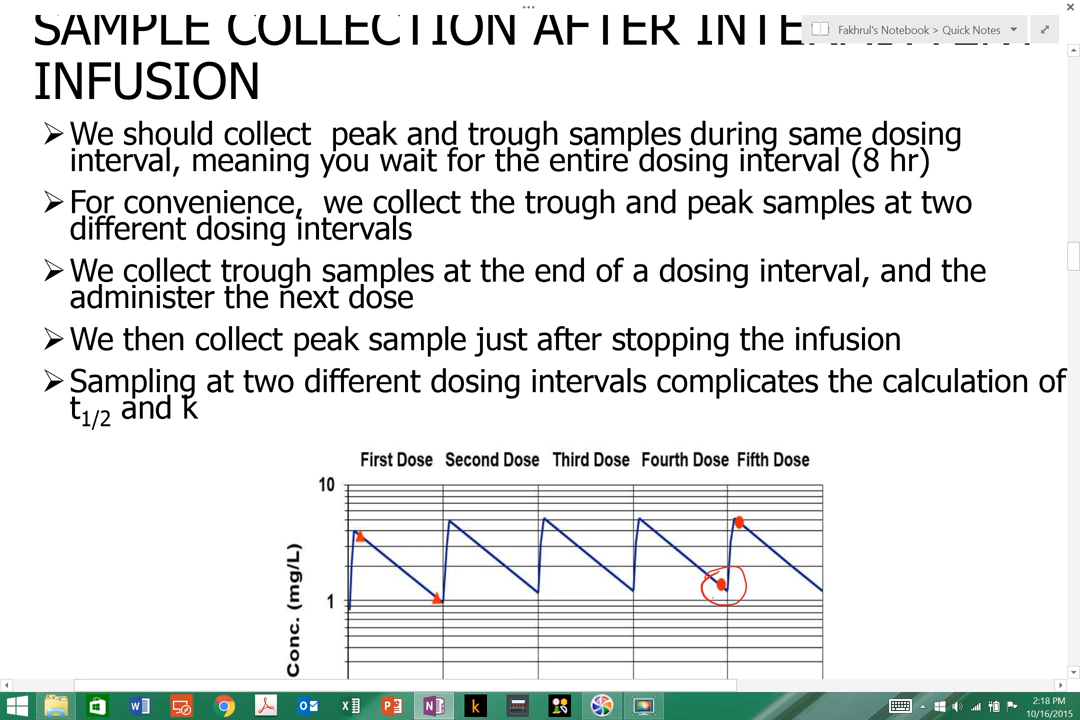 SAMPLE COLLECTION AFTER
Fakhrul's Notebook > Quick Notes
INFUSION
➢ We should collect  peak and trough samples during same dosing
interval, meaning you wait for the entire dosing interval (8 hr)
➢ For convenience,  we collect the trough and peak samples at two
different dosing intervals
➢ We collect trough samples at the end of a dosing interval, and the
administer the next dose
➢ We then collect peak sample just after stopping the infusion
➢ Sampling at two different dosing intervals complicates the calculation of
t1/2 and k
First Dose Second Dose Third Dose Fourth Dose Fifth Dose
10
1
Conc. (mg/L)
2:18 PM
10/16/2015